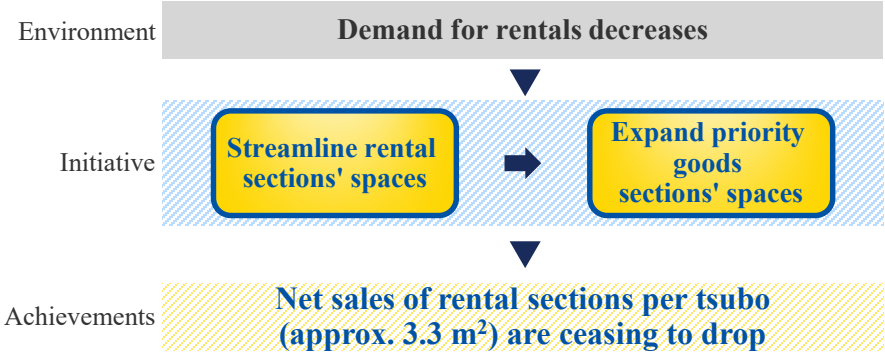 Environment
Demand for rentals decreases
Initiative
Streamline rental
sections' spaces
Expand priority
goods
sections' spaces
Achievements
Net sales of rental sections per tsubo
(approx. 3.3 m²) are ceasing to drop